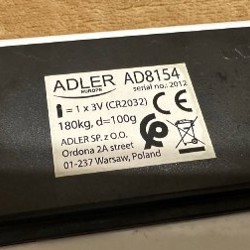 ADLER AD8154
EUROPE serial no.: 2012
= 1 x 3V (CR2032) CE
180kg, d=100g
ADLER SP. z O.O.
Ordona 2A street
01-237 Warsaw, Poland